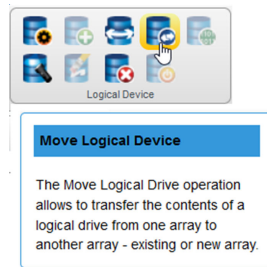 Logical Device
Move Logical Device
The Move Logical Drive operation
allows to transfer the contents of a
logical drive from one array to
another array - existing or new array.